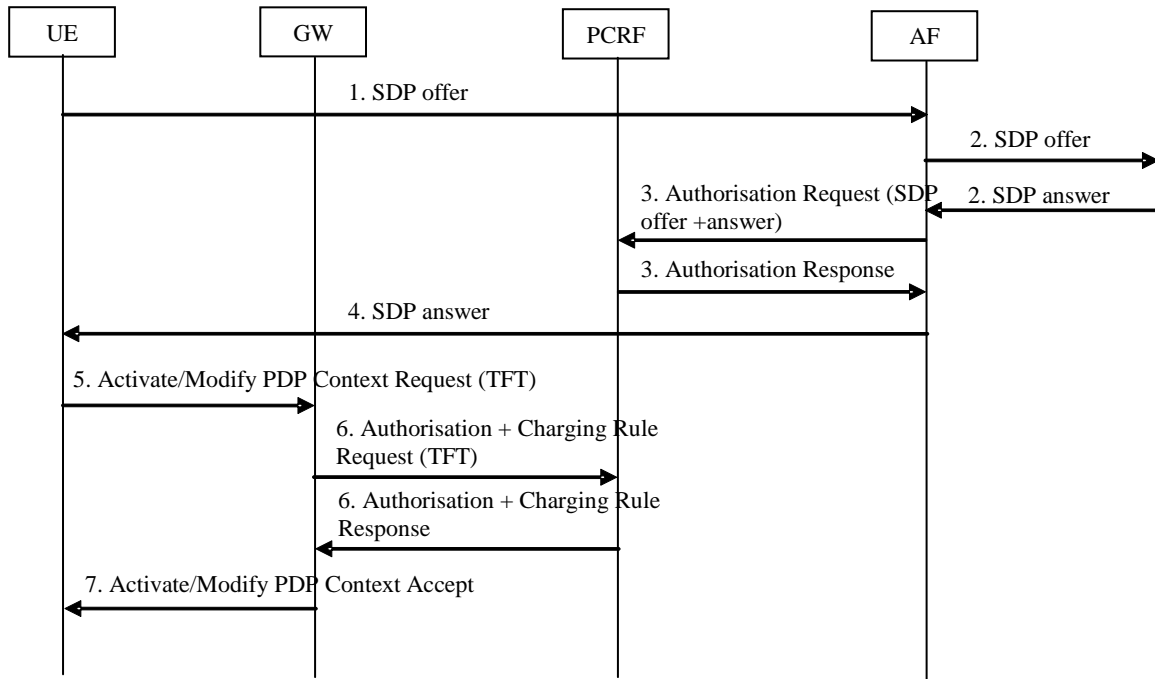 UE
GW
PCRF
AF
1. SDP offer
2. SDP offer
3. Authorisation Request (SDP
offer +answer)
2. SDP answer
3. Authorisation Response
4. SDP answer
5. Activate/Modify PDP Context Request (TFT)
6. Authorisation + Charging Rule
Request (TFT)
6. Authorisation + Charging Rule
Response
7. Activate/Modify PDP Context Accept